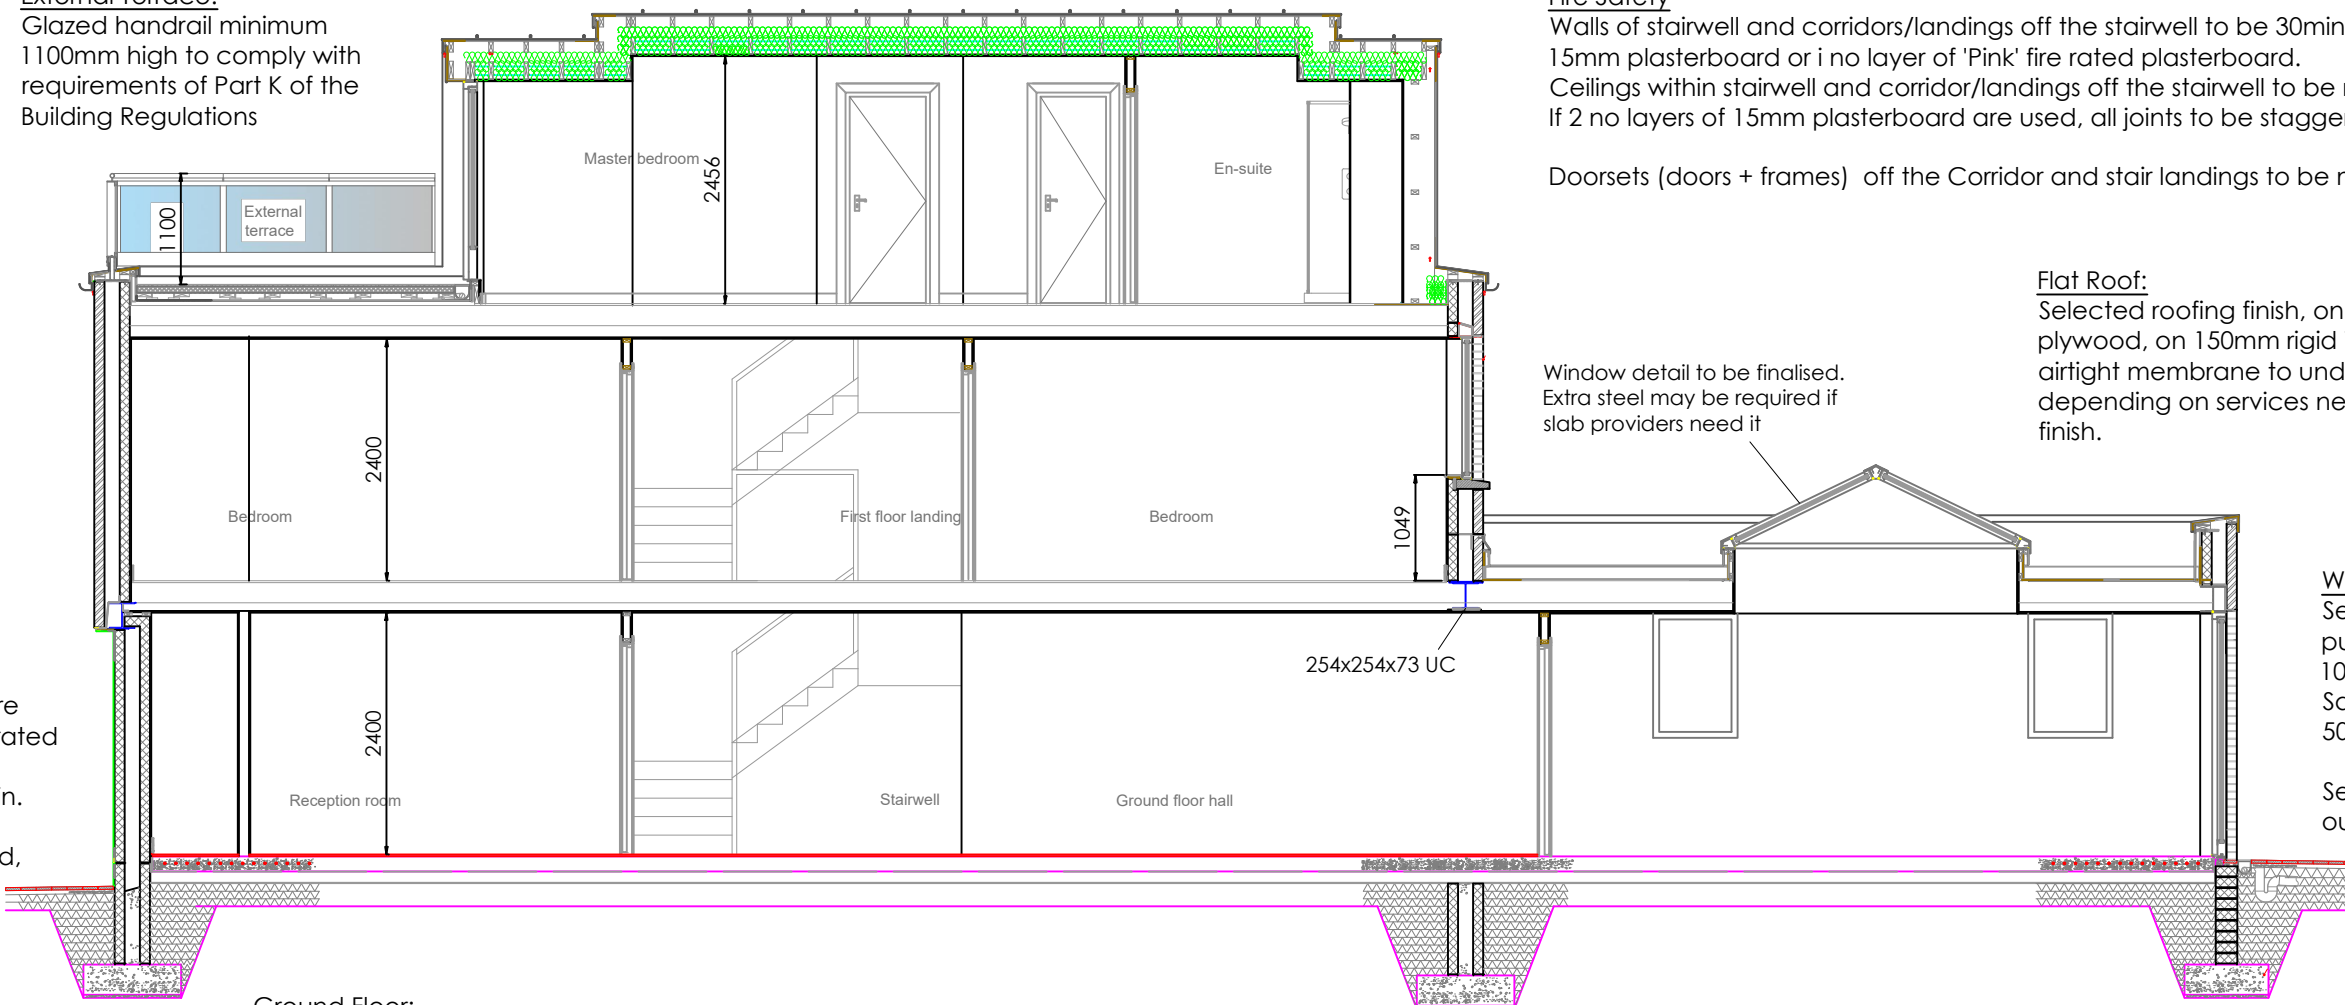 External Terrace:
Glazed handrail minimum
1100mm high to comply with
requirements of Part K of the
Building Regulations
Fire Safety
Walls of stairwell and corridors/landings off the stairwell to be 30min
15mm plasterboard or i no layer of 'Pink' fire rated plasterboard.
Ceilings within stairwell and corridor/landings off the stairwell to be
If 2 no layers of 15mm plasterboard are used, all joints to be
Doorsets (doors + frames) off the Corridor and stair landings to be
Master bedroom
2456
En-suite
1100
External
terrace
Flat Roof:
Selected roofing finish, on
plywood, on 150mm rigid
airtight membrane to
depending on services
finish.
Window detail to be finalised.
Extra steel may be required if
slab providers need it
2400
Bedroom
First floor landing
Bedroom
1049
254x254x73 UC
2400
Reception room
Stairwell
Ground floor hall
Ground Floor: